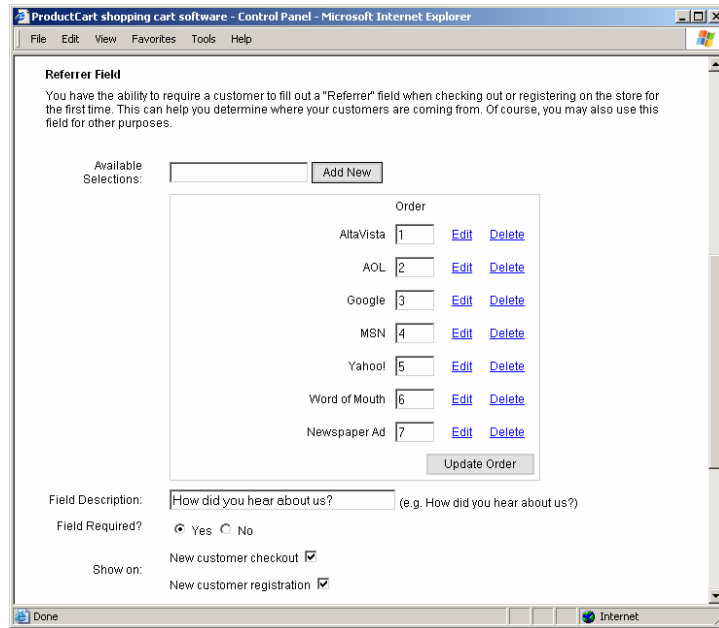 ProductCart shopping cart software - Control Panel - Microsoft Internet Explorer
File Edit View Favorites Tools Help
Referrer Field
You have the ability to require a customer to fill out a "Referrer" field when checking out or registering on the store for
the first time. This can help you determine where your customers are coming from. Of course, you may also use this
field for other purposes.
Available
Selections:
Add New
Order
AltaVista 1 Edit Delete
AOL 2 Edit Delete
Google 3 Edit Delete
MSN 4 Edit Delete
Yahoo! 5 Edit Delete
Word of Mouth 6 Edit Delete
Newspaper Ad 7 Edit Delete
Update Order
Field Description: How did you hear about us? (e.g. How did you hear about us?)
Field Required? Yes No
Show on:
New customer checkout
New customer registration
Done Internet